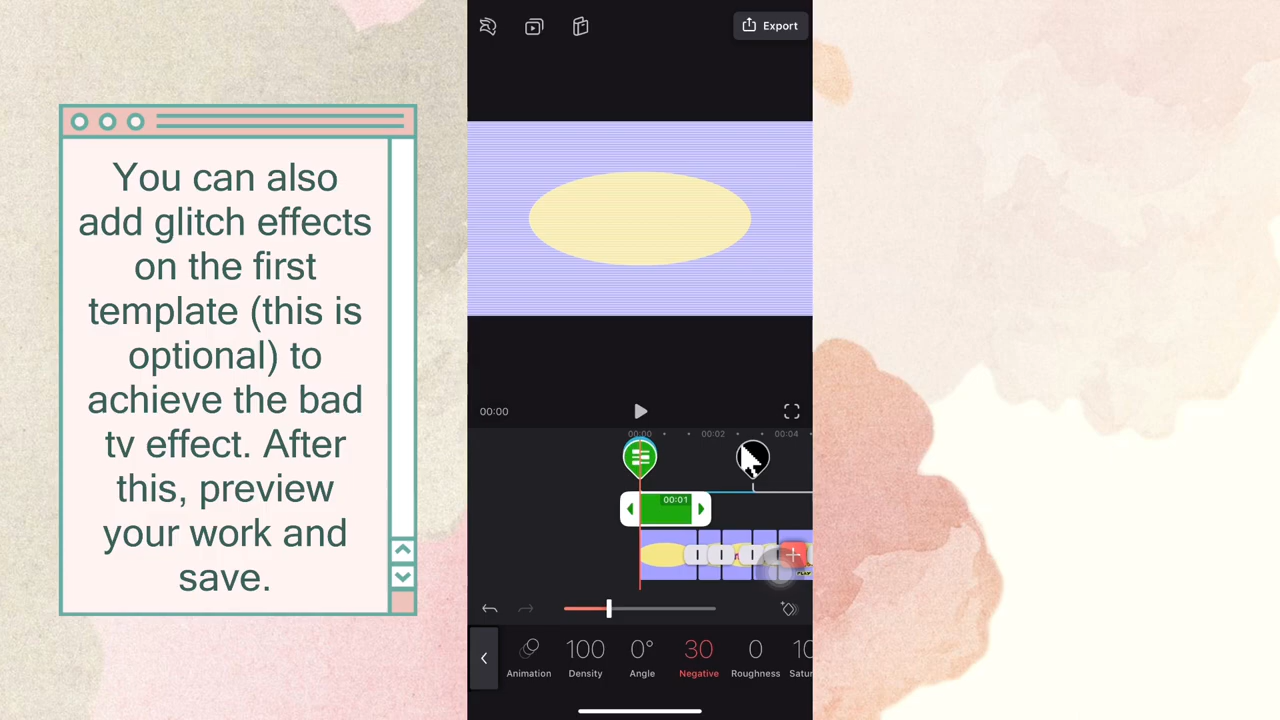 You can also
add glitch effects
on the first
template (this is
optional) to
achieve the bad
tv effect. After
this, preview
your work and
save.
Export
00:00
00:00 00:02 00:04
00:01
100 0° 30 0 10
Animation Density Angle Negative Roughness Satur